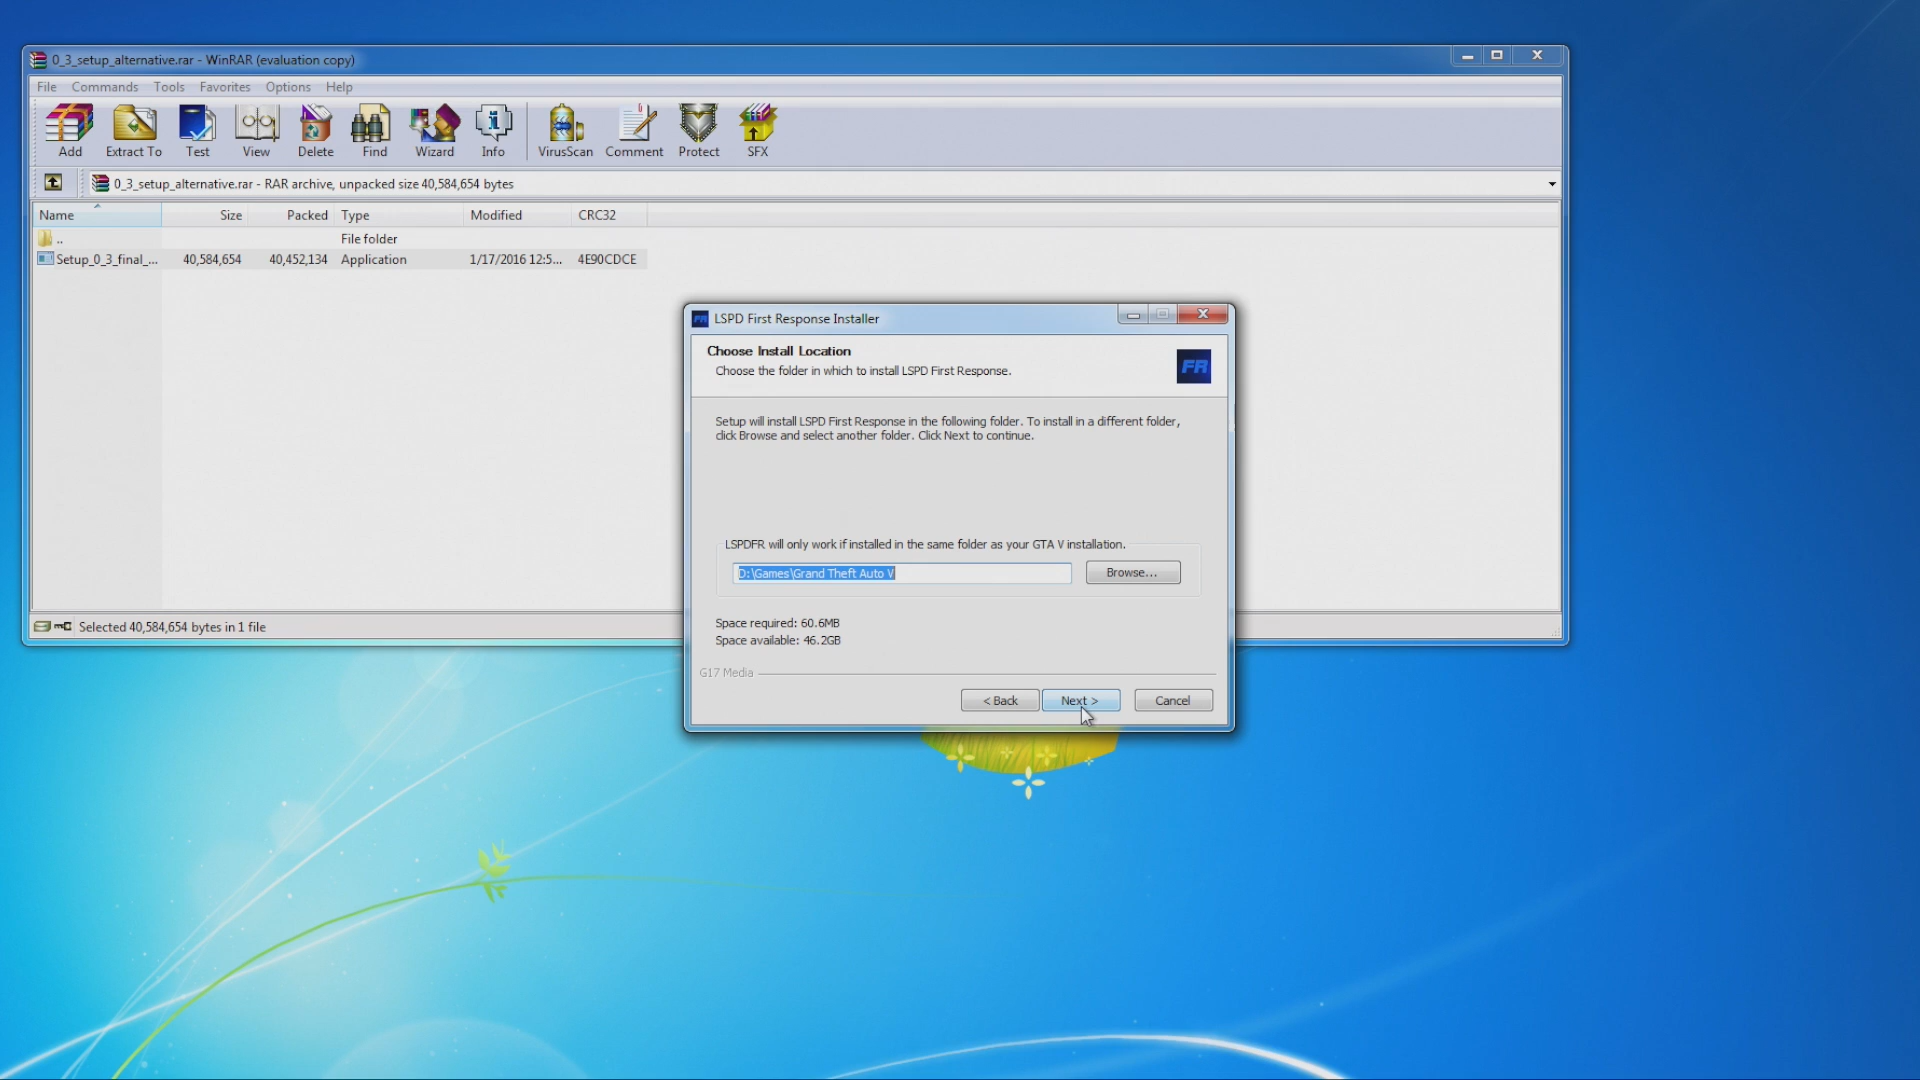 0_3_setup_alternative.rar - WinRAR (evaluation copy)
File Commands Tools Favorites Options Help
Add Extract To Test View Delete Find Wizard Info VirusScan Comment Protect SFX
0_3_setup_alternative.rar - RAR archive, unpacked size 40,584,654 bytes
Name Size Packed Type Modified CRC32
.. File folder
Setup_0_3_final_... 40,584,654 40,452,134 Application 1/17/2016 12:5... 4E90CDCE
LSPD First Response Installer
Choose Install Location
Choose the folder in which to install LSPD First Response.
FR
Setup will install LSPD First Response in the following folder. To install in a different folder,
click Browse and select another folder. Click Next to continue.
LSPDFR will only work if installed in the same folder as your GTA V installation.
D:\Games\Grand Theft Auto V
Browse...
Space required: 60.6MB
Space available: 46.2GB
G17 Media
< Back Next > Cancel
Selected 40,584,654 bytes in 1 file